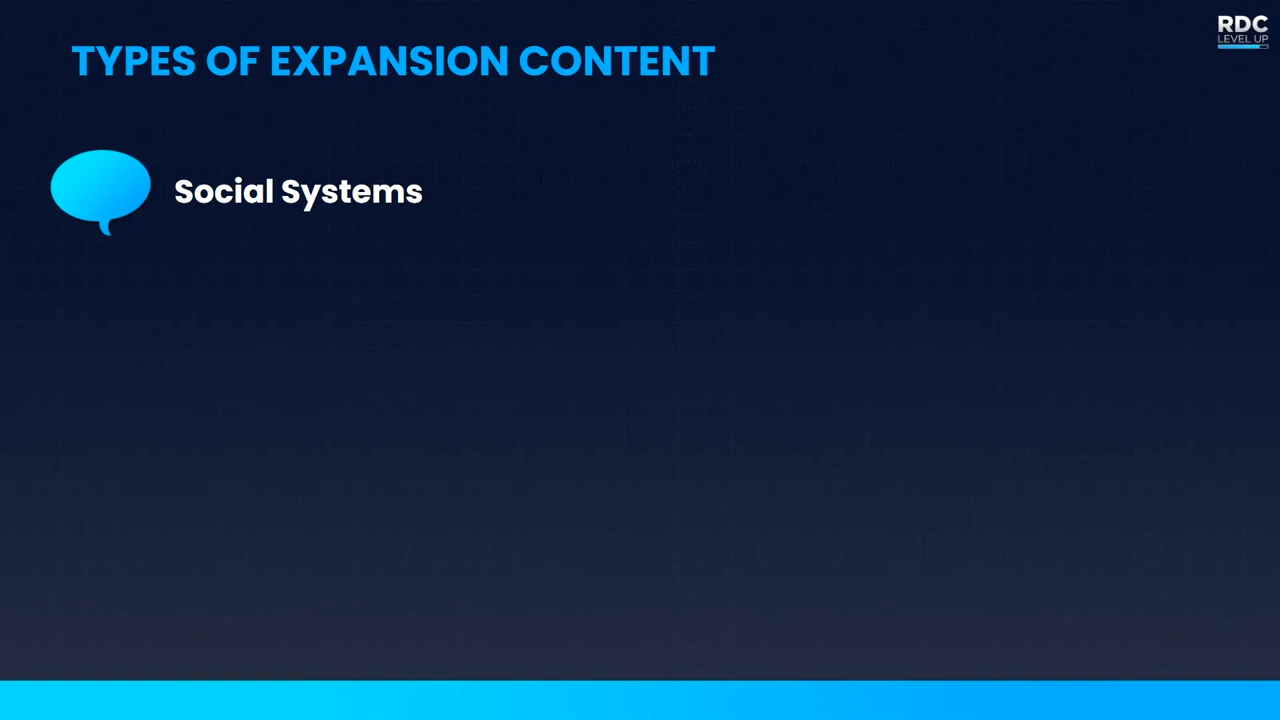 TYPES OF EXPANSION CONTENT
RDC
LEVEL UP
Social Systems